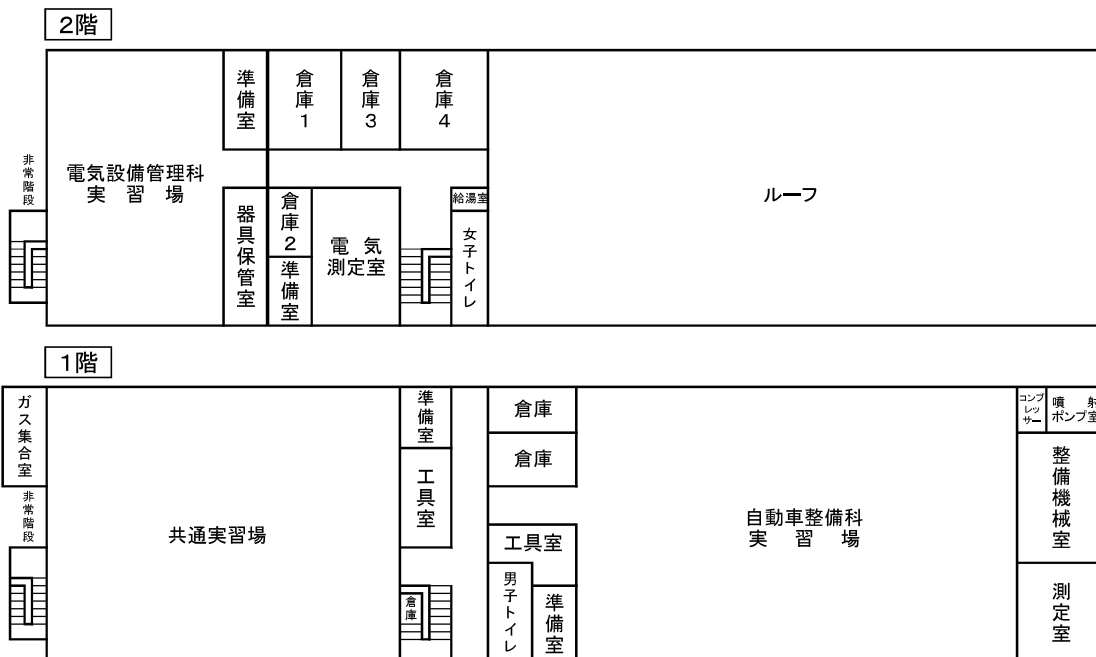 2階
準備室
倉庫1
倉庫3
倉庫4
非常階段
電気設備管理科
実習場
ルーフ
器具保管室
倉庫2
準備室
電気
測定室
給湯室
女子トイレ
1階
ガス集合室
非常階段
共通実習場
準備室
工具室
倉庫
倉庫
倉庫
工具室
男子トイレ
準備室
自動車整備科
実習場
コンプ
レッ
サー
噴射
ポンプ室
整備機械室
測定室